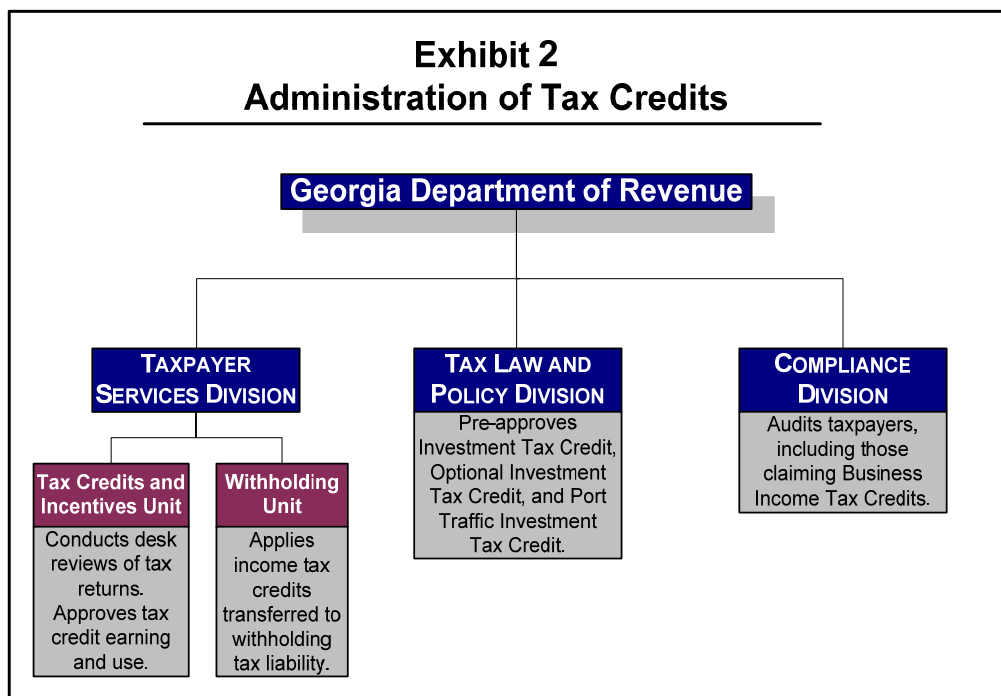 Exhibit 2
Administration of Tax Credits
Georgia Department of Revenue
TAXPAYER
SERVICES DIVISION
Tax Credits and
Incentives Unit
Conducts desk
reviews of tax
returns.
Approves tax
credit earning
and use.
Withholding
Unit
Applies
income tax
credits
transferred to
withholding
tax liability.
TAX LAW AND
POLICY DIVISION
Pre-approves
Investment Tax Credit,
Optional Investment
Tax Credit, and Port
Traffic Investment
Tax Credit.
COMPLIANCE
DIVISION
Audits taxpayers,
including those
claiming Business
Income Tax Credits.